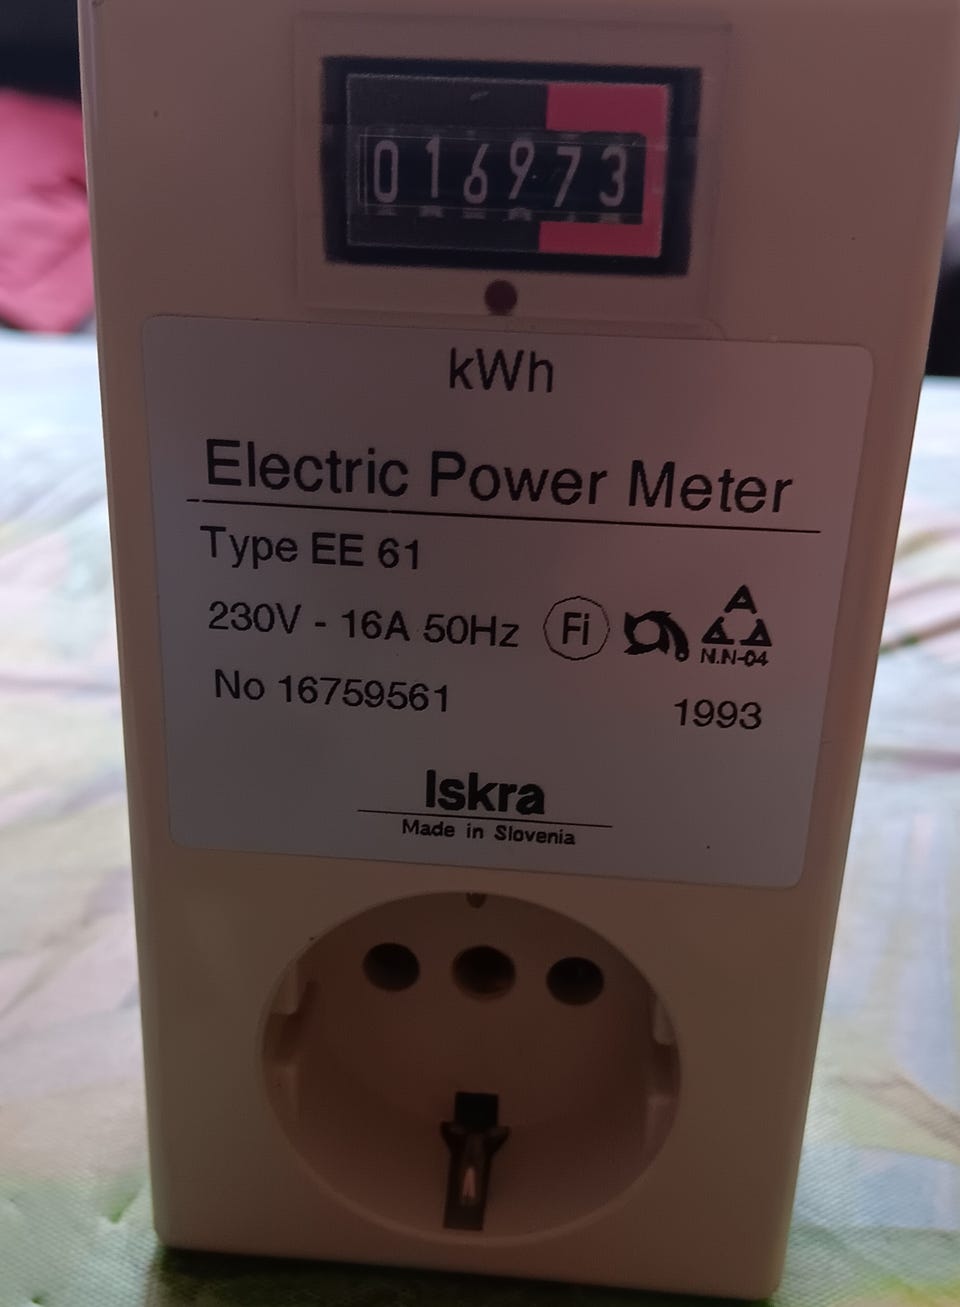 016973
kWh
Electric Power Meter
Type EE 61
230V - 16A 50Hz Fi
N.N-04
No 16759561 1993
Iskra
Made in Slovenia